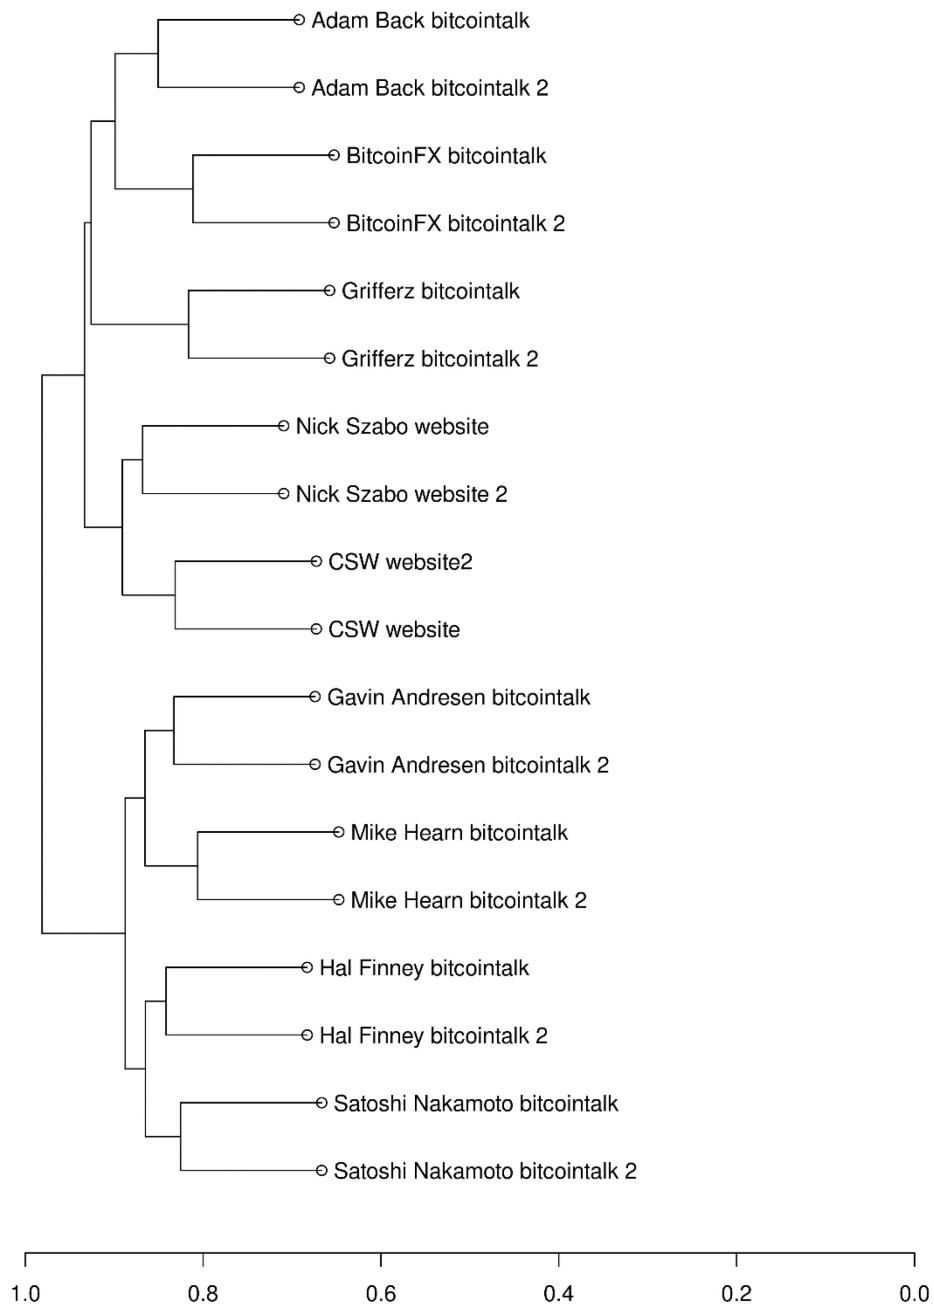 Adam Back bitcointalk
Adam Back bitcointalk 2
BitcoinFX bitcointalk
BitcoinFX bitcointalk 2
Grifferz bitcointalk
Grifferz bitcointalk 2
Nick Szabo website
Nick Szabo website 2
CSW website2
CSW website
Gavin Andresen bitcointalk
Gavin Andresen bitcointalk 2
Mike Hearn bitcointalk
Mike Hearn bitcointalk 2
Hal Finney bitcointalk
Hal Finney bitcointalk 2
Satoshi Nakamoto bitcointalk
Satoshi Nakamoto bitcointalk 2
1.0 0.8 0.6 0.4 0.2 0.0